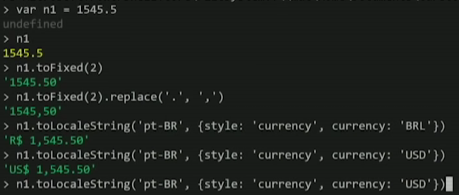 > var n1 = 1545.5
undefined
> n1
1545.5
> n1.toFixed(2)
'1545.50'
> n1.toFixed(2).replace('.', ',')
'1545,50'
> n1.toLocaleString('pt-BR', {style: 'currency', currency: 'BRL'})
'R$ 1,545.50'
> n1.toLocaleString('pt-BR', {style: 'currency', currency: 'USD'})
'US$ 1,545.50'
> n1.toLocaleString('pt-BR', {style: 'currency', currency: 'USD'})